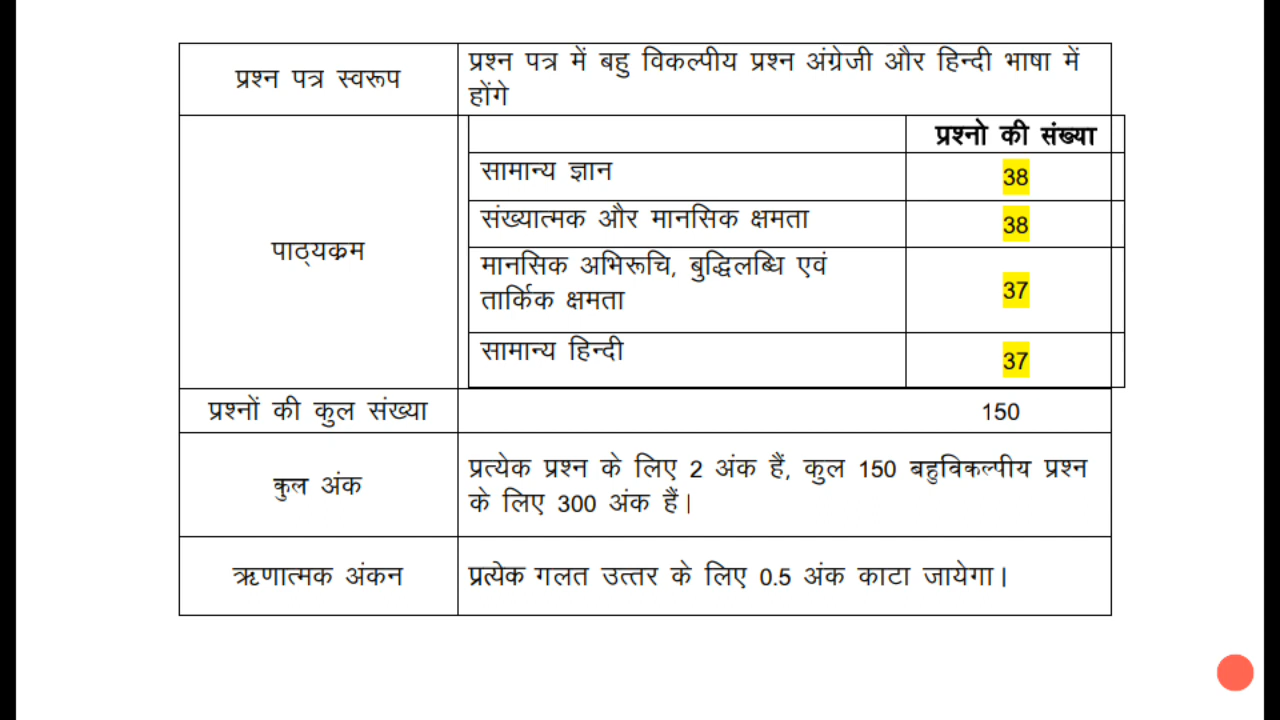 प्रश्न पत्र स्वरूप
प्रश्न पत्र में बहु विकल्पीय प्रश्न अंग्रेजी और हिन्दी भाषा में
होंगे
पाठ्यक्रम
प्रश्नो की संख्या
सामान्य ज्ञान
38
संख्यात्मक और मानसिक क्षमता
38
मानसिक अभिरूचि, बुद्धिलब्धि एवं
तार्किक क्षमता
37
सामान्य हिन्दी
37
प्रश्नों की कुल संख्या
150
कुल अंक
प्रत्येक प्रश्न के लिए 2 अंक हैं, कुल 150 बहुविकल्पीय प्रश्न
के लिए 300 अंक हैं।
ऋणात्मक अंकन
प्रत्येक गलत उत्तर के लिए 0.5 अंक काटा जायेगा।